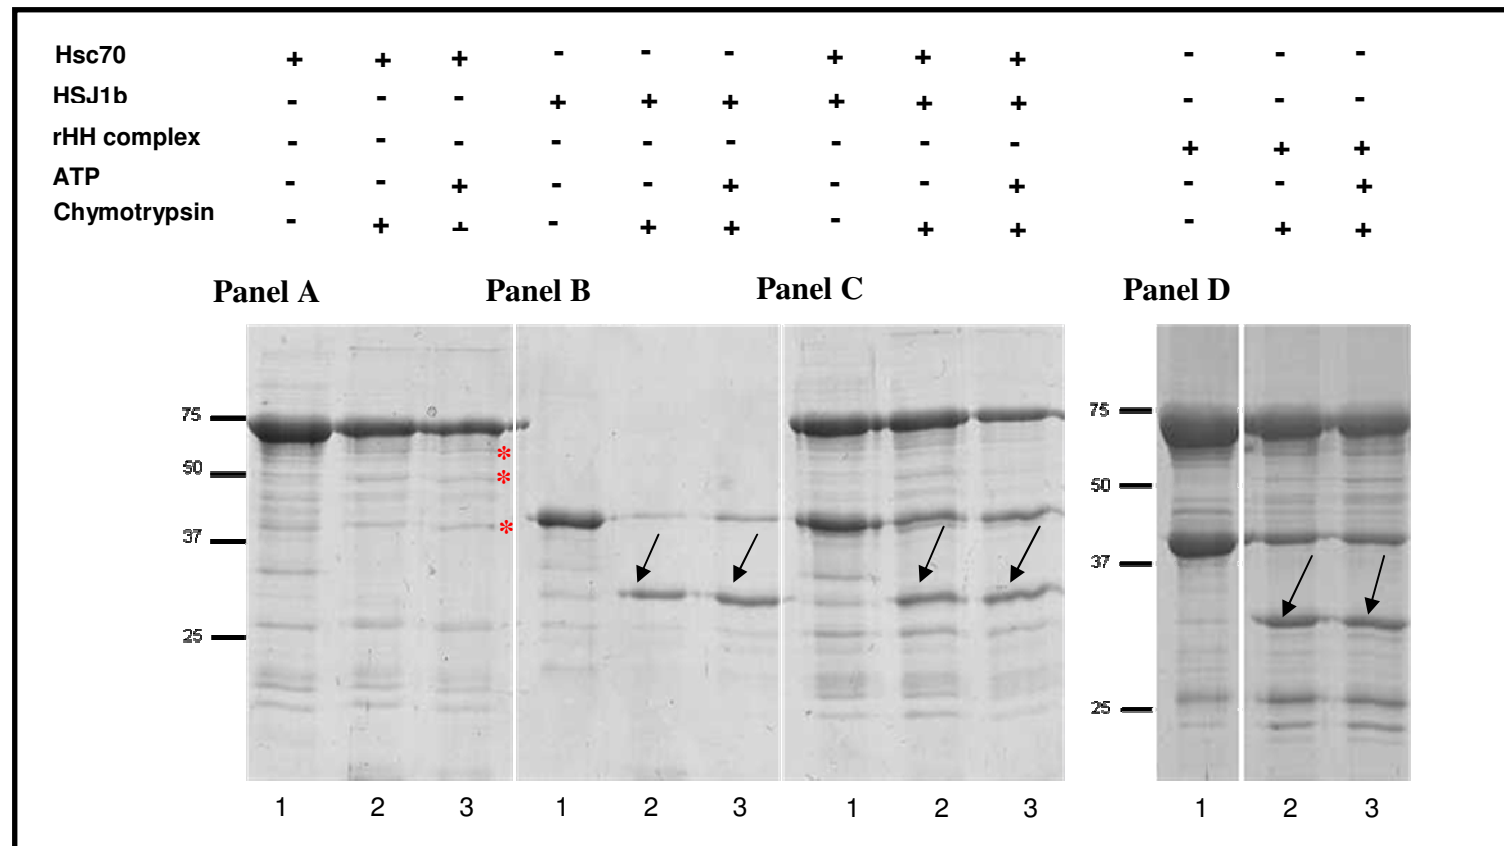 Hsc70 + + + - - - + + + - - -
HSJ1b - - - + + + + + + - - -
rHH complex - - - - - - - - - + + +
ATP - - + - - + - - + - - +
Chymotrypsin - + + - + + - + + - + +
Panel A Panel B Panel C Panel D
75 75
50 * * 50
37 * 37
25 25
1 2 3 1 2 3 1 2 3 1 2 3